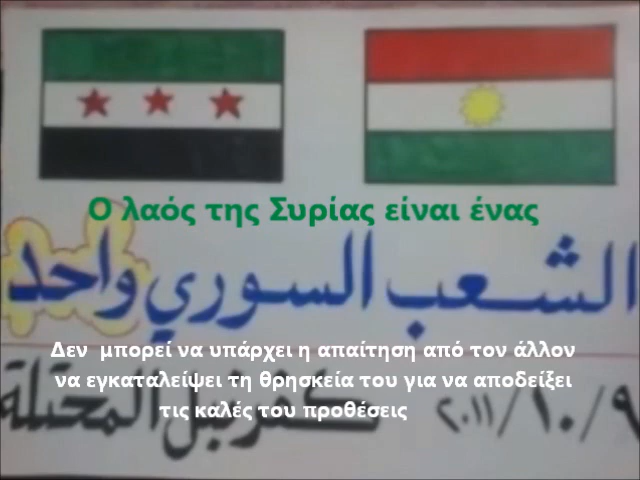 Ο λαός της Συρίας είναι ένας
الشعب السوري واحد
Δεν μπορεί να υπάρχει η απαίτηση από τον άλλον
να εγκαταλείψει τη θρησκεία του για να αποδείξει
τις καλές του προθέσεις
كفرنبل المحتلة ٢٠١١/١٠/٩